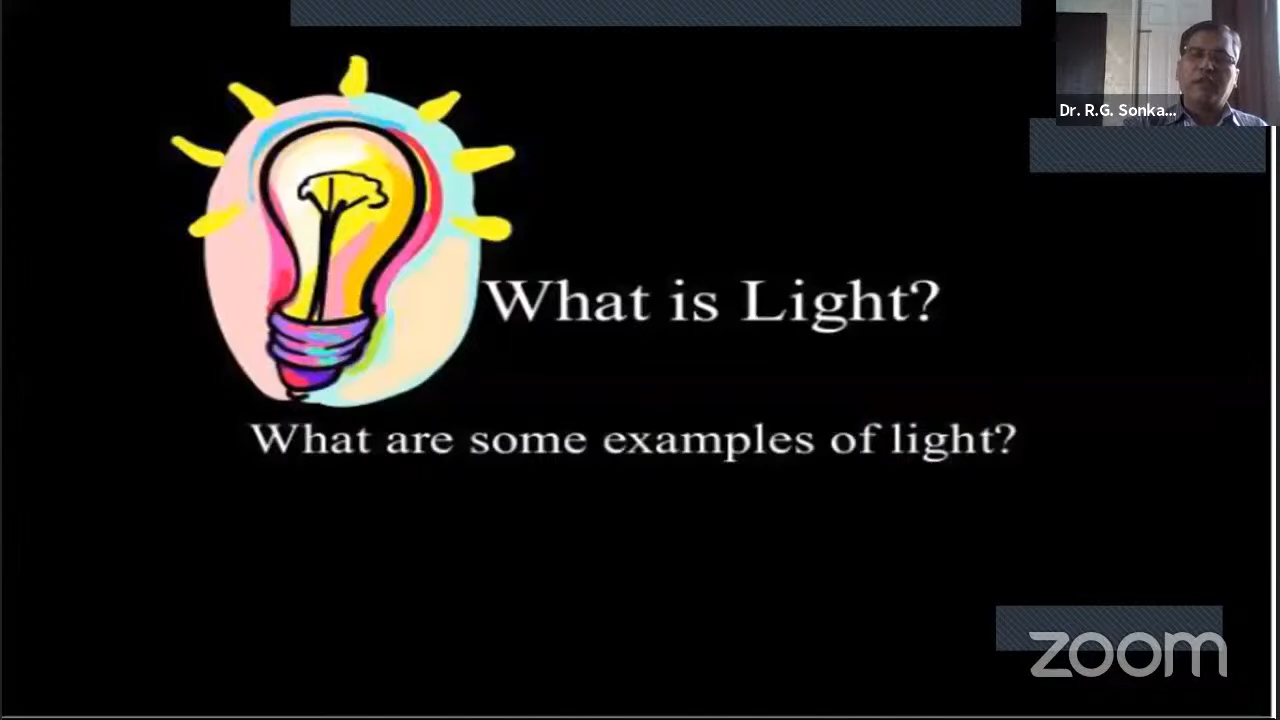 Dr. R.G. Sonka...
What is Light?
What are some examples of light?
zoom